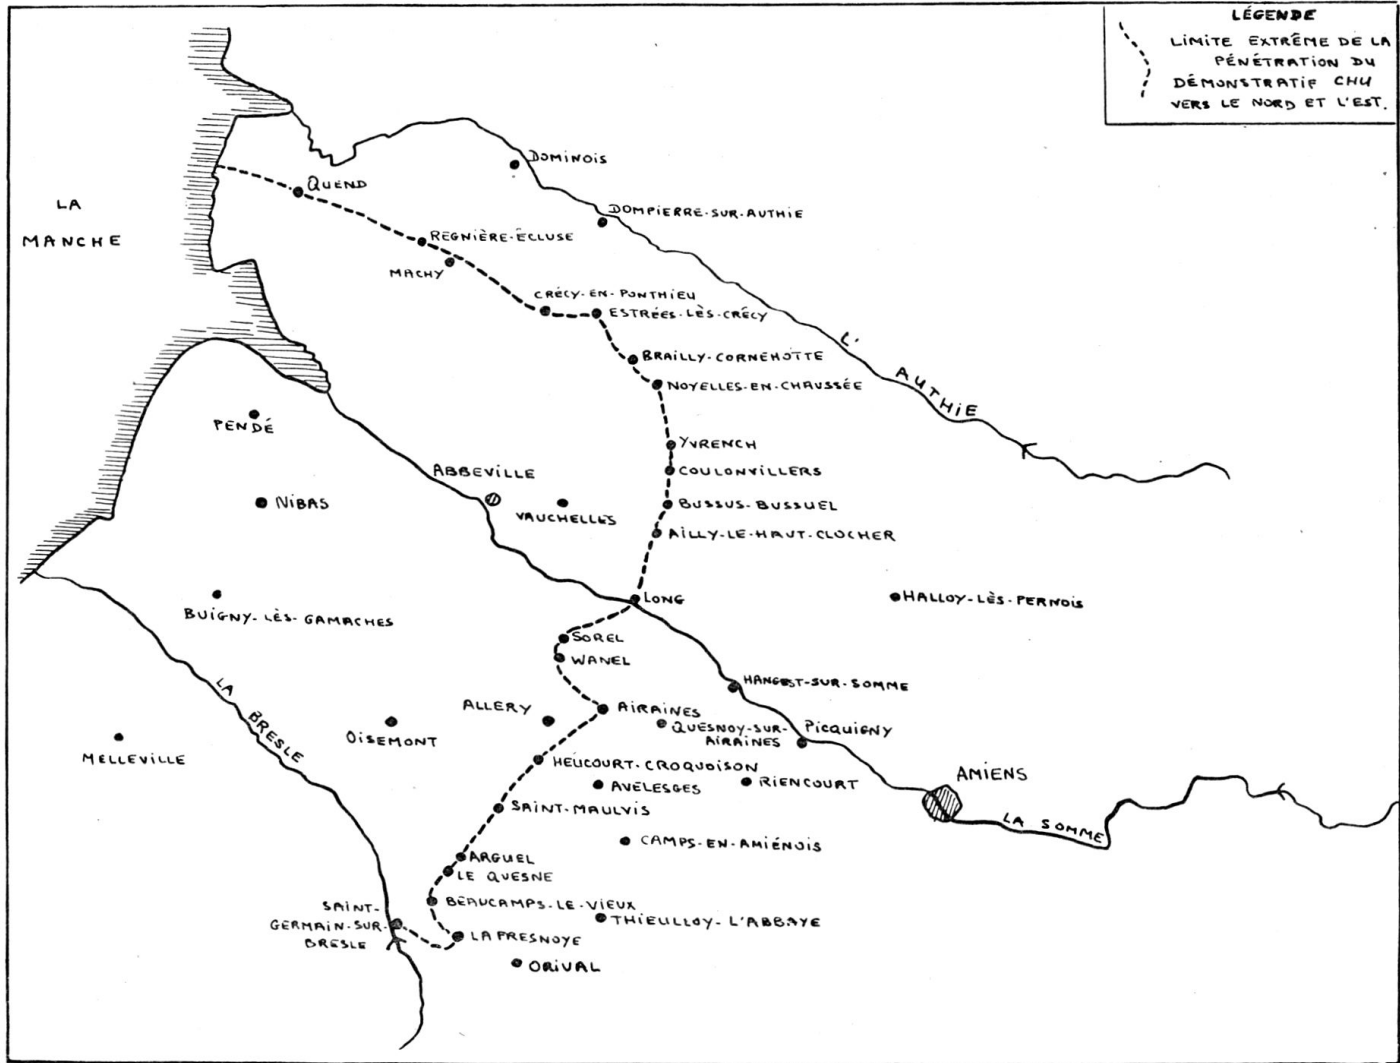 LÉGENDE
LIMITE EXTRÊME DE LA
PÉNÉTRATION DU
DÉMONSTRATIF CHU
VERS LE NORD ET L'EST.
LA
MANCHE
DOMINOIS
QUEND
DOMPIERRE-SUR-AUTHIE
REGNIÈRE-ÉCLUSE
MACHY
CRÉCY-EN-PONTHIEU
ESTRÉES-LÈS-CRÉCY
L'
AUTHIE
BRAILLY-CORNEHOTTE
NOYELLES-EN-CHAUSSÉE
PENDÉ
YVRENCH
ABBEVILLE
COULONVILLERS
NIBAS
VAUCHELLES
BUSSUS-BUSSUEL
AILLY-LE-HAUT-CLOCHER
LONG
HALLOY-LÈS-PERNOIS
BUIGNY-LÈS-GAMACHES
SOREL
WANEL
LA
BRESLE
HANGEST-SUR-SOMME
ALLERY
AIRAINES
QUESNOY-SUR-
AIRAINES
PICQUIGNY
OISEMONT
MELLEVILLE
HEUCOURT-CROQUOISON
AVELESGES
RIENCOURT
AMIENS
SAINT-MAULVIS
LA SOMME
CAMPS-EN-AMIÉNOIS
ARGUEL
LE QUESNE
BEAUCAMPS-LE-VIEUX
SAINT-
GERMAIN-SUR-
BRESLE
THIEULLOY-L'ABBAYE
LAFRESNOYE
ORIVAL